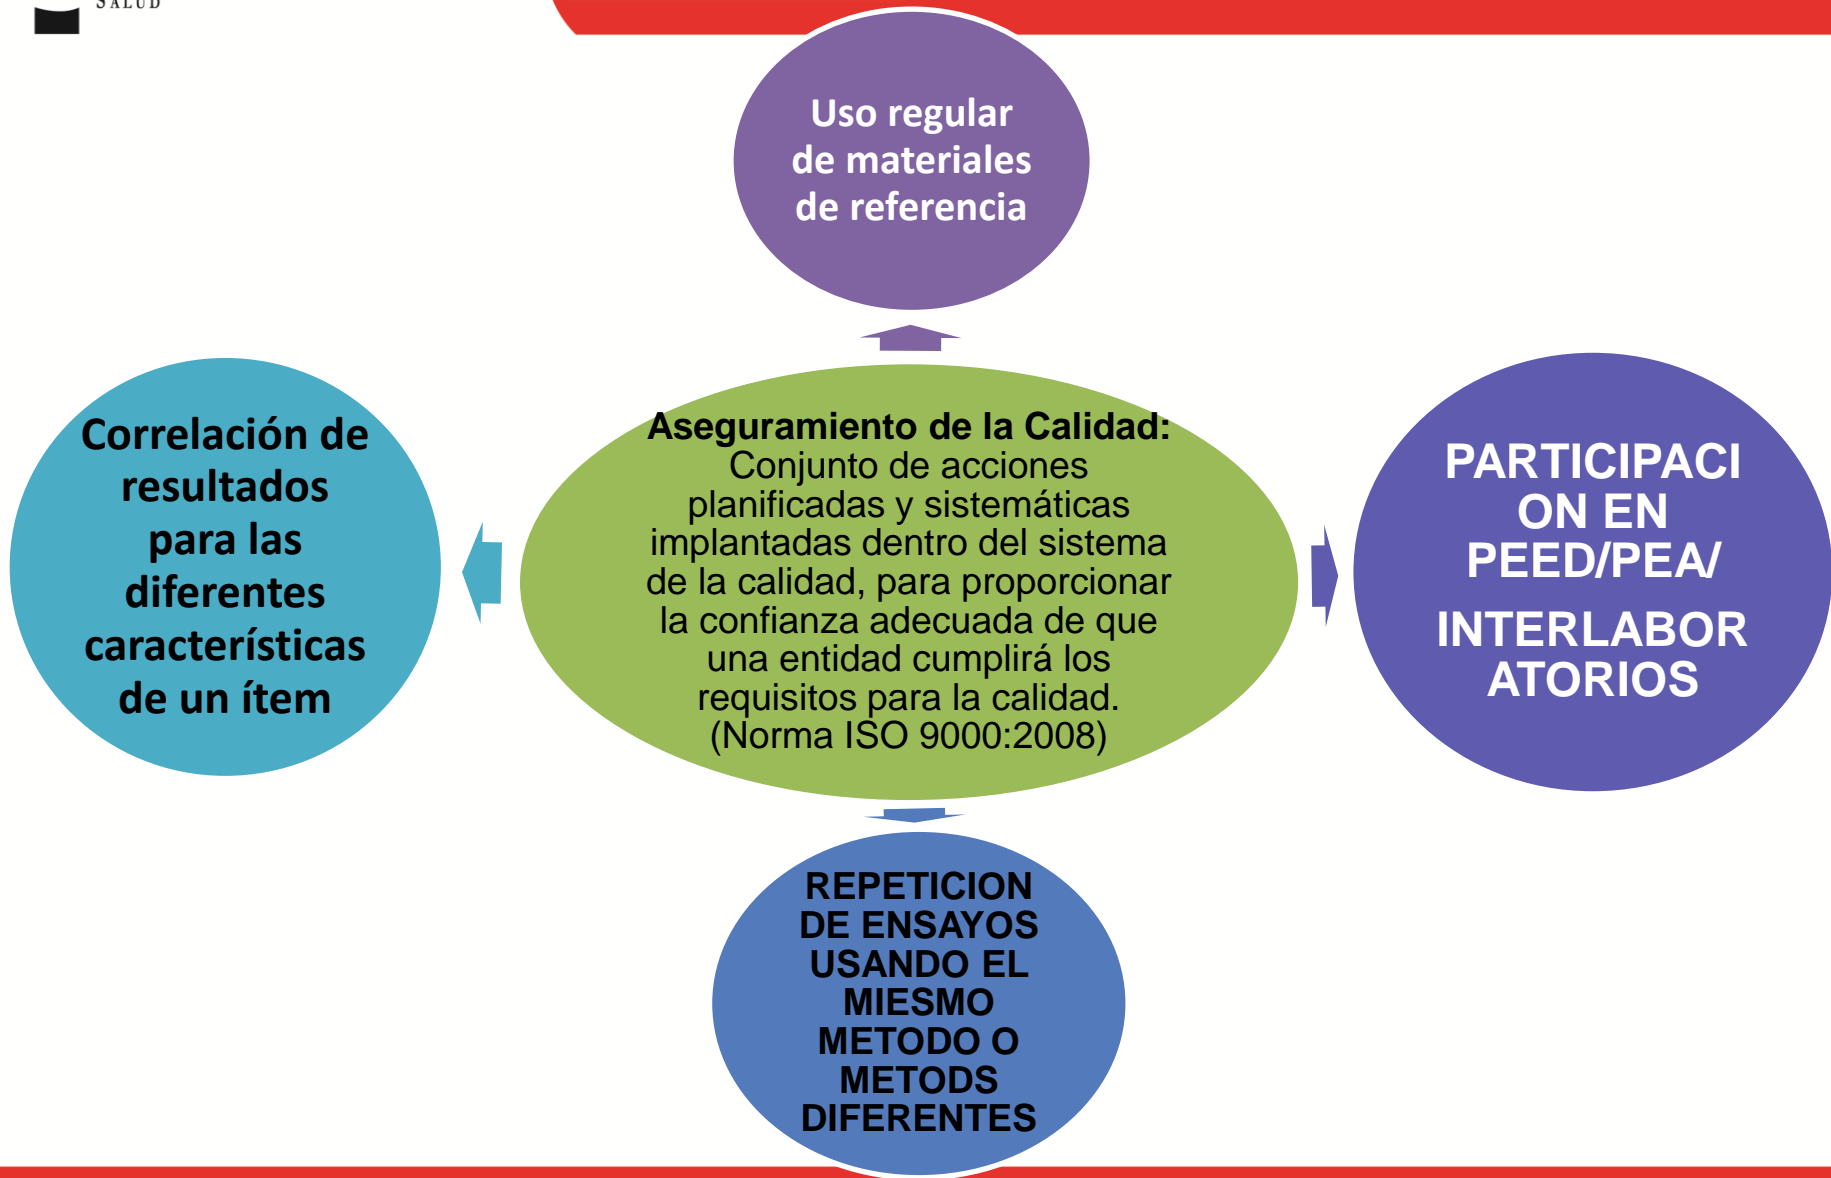 SALUD
Uso regular
de materiales
de referencia
Correlación de
resultados
para las
diferentes
características
de un ítem
Aseguramiento de la Calidad:
Conjunto de acciones
planificadas y sistemáticas
implantadas dentro del sistema
de la calidad, para proporcionar
la confianza adecuada de que
una entidad cumplirá los
requisitos para la calidad.
(Norma ISO 9000:2008)
PARTICIPACI
ON EN
PEED/PEA/
INTERLABOR
ATORIOS
REPETICION
DE ENSAYOS
USANDO EL
MIESMO
METODO O
METODS
DIFERENTES